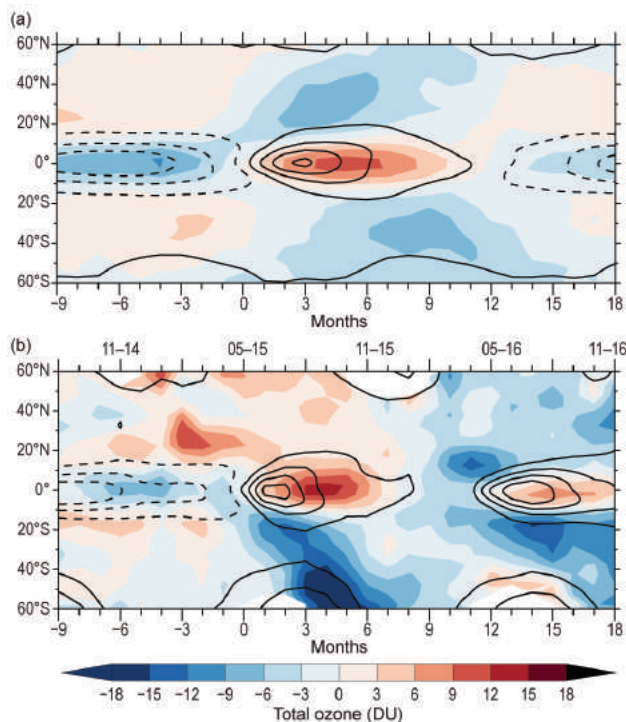 (a)
60°N
40°N
20°N
0°
20°S
40°S
60°S
−9 −6 −3 0 3 6 9 12 15 18
Months
(b)
11–14 05–15 11–15 05–16 11–16
60°N
40°N
20°N
0°
20°S
40°S
60°S
−9 −6 −3 0 3 6 9 12 15 18
Months
−18 −15 −12 −9 −6 −3 0 3 6 9 12 15 18
Total ozone (DU)